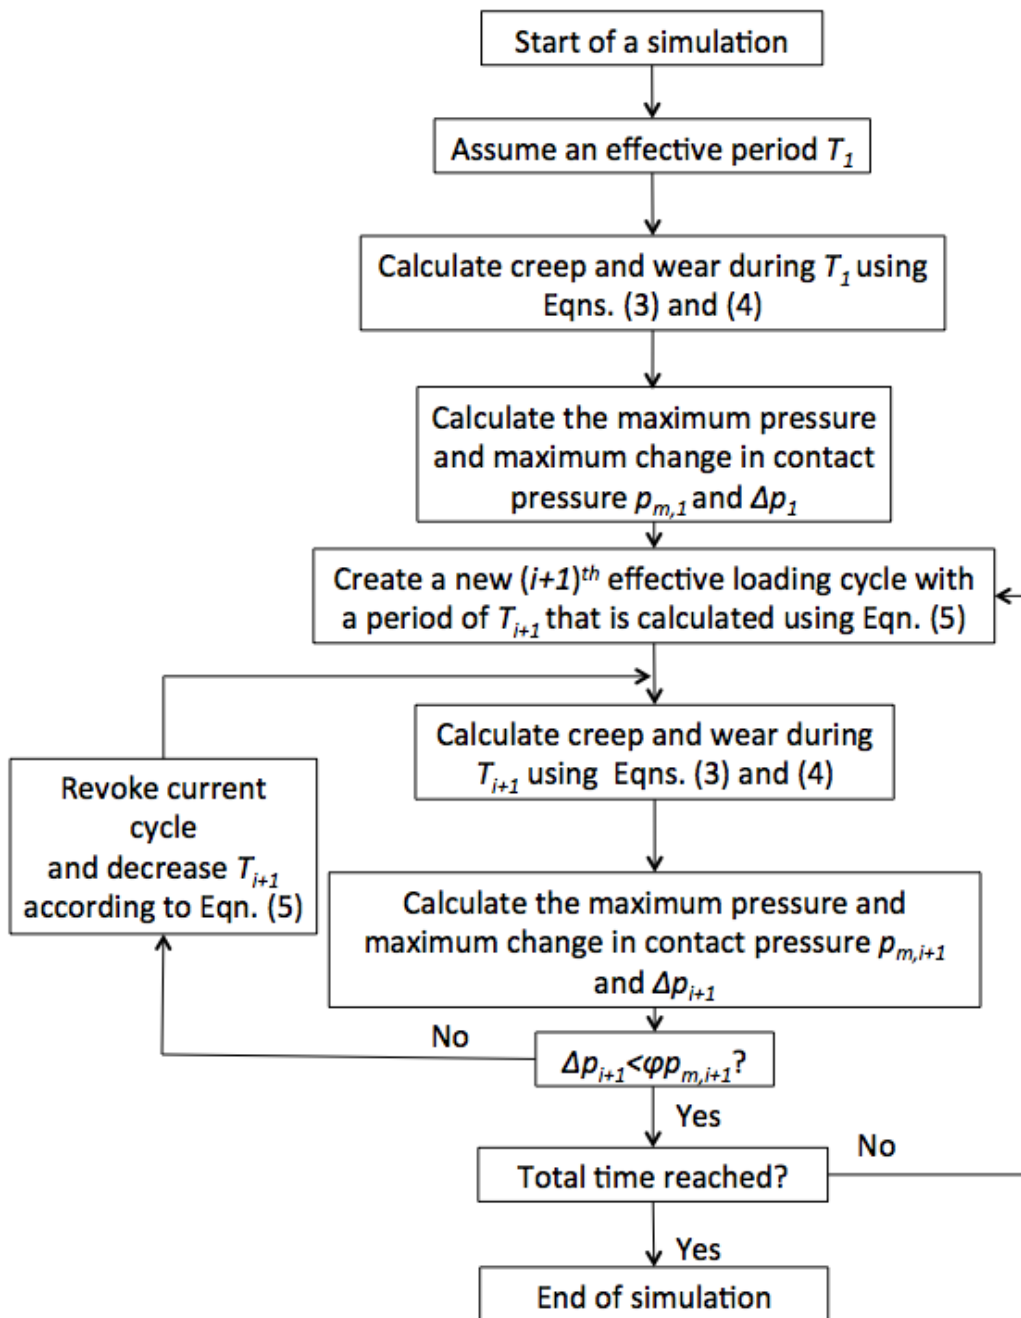 Start of a simulation
Assume an effective period T₁
Calculate creep and wear during T₁ using
Eqns. (3) and (4)
Calculate the maximum pressure
and maximum change in contact
pressure pₘ,₁ and Δp₁
Create a new (i+1)ᵗʰ effective loading cycle with
a period of Tᵢ₊₁ that is calculated using Eqn. (5)
Calculate creep and wear during
Tᵢ₊₁ using Eqns. (3) and (4)
Revoke current
cycle
and decrease Tᵢ₊₁
according to Eqn. (5)
Calculate the maximum pressure and
maximum change in contact pressure pₘ,ᵢ₊₁
and Δpᵢ₊₁
No
Δpᵢ₊₁<φpₘ,ᵢ₊₁?
Yes
Total time reached?
No
Yes
End of simulation